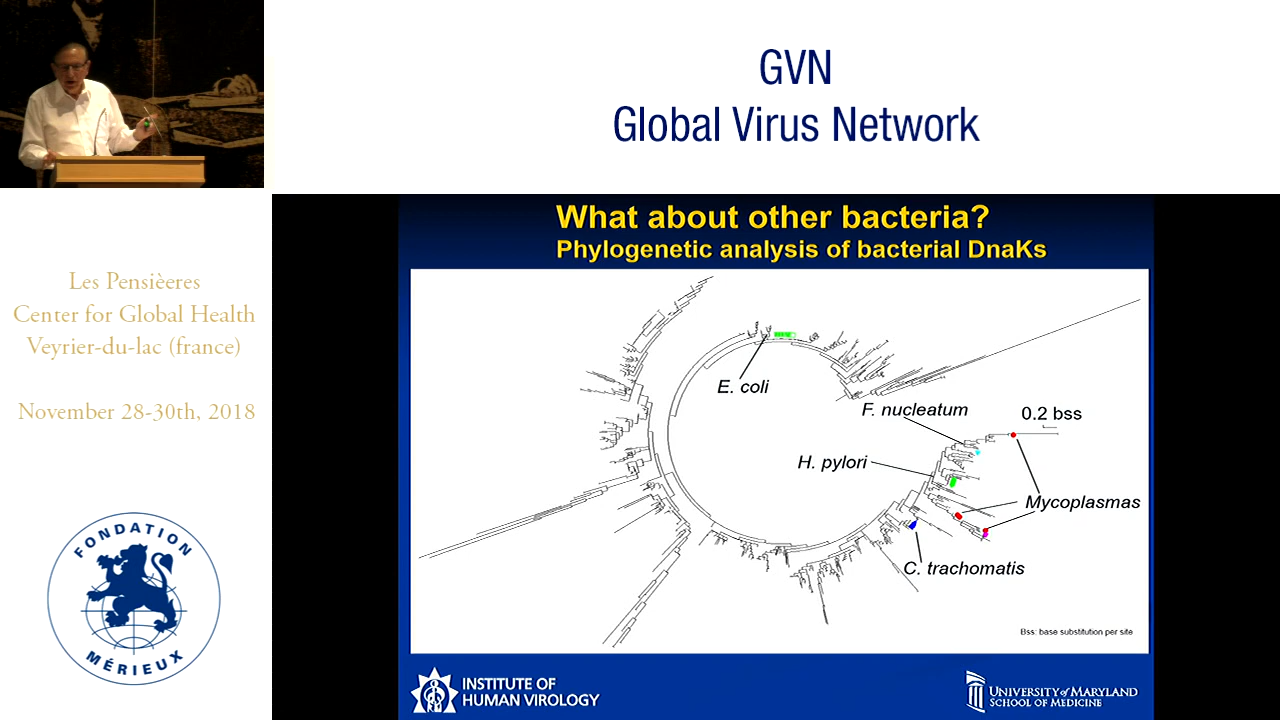 GVN
Global Virus Network
Les Pensièeres
Center for Global Health
Veyrier-du-lac (france)
November 28-30th, 2018
FONDATION
MÉRIEUX
What about other bacteria?
Phylogenetic analysis of bacterial DnaKs
E. coli
F. nucleatum
0.2 bss
H. pylori
Mycoplasmas
C. trachomatis
Bss: base substitution per site
INSTITUTE OF
HUMAN VIROLOGY
UNIVERSITY of MARYLAND
SCHOOL OF MEDICINE